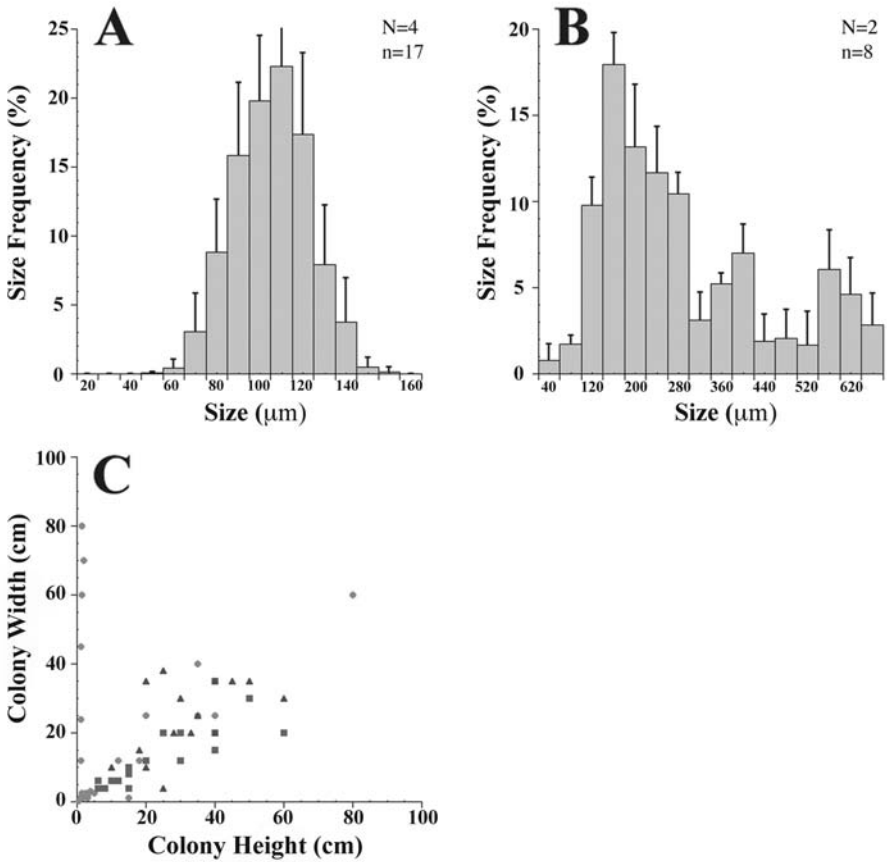 A
N=4
n=17
Size Frequency (%)
25
20
15
10
5
0
20 40 60 80 100 120 140 160
Size (μm)
B
N=2
n=8
Size Frequency (%)
20
15
10
5
0
40 120 200 280 360 440 520 620
Size (μm)
C
Colony Width (cm)
100
80
60
40
20
0
0 20 40 60 80 100
Colony Height (cm)